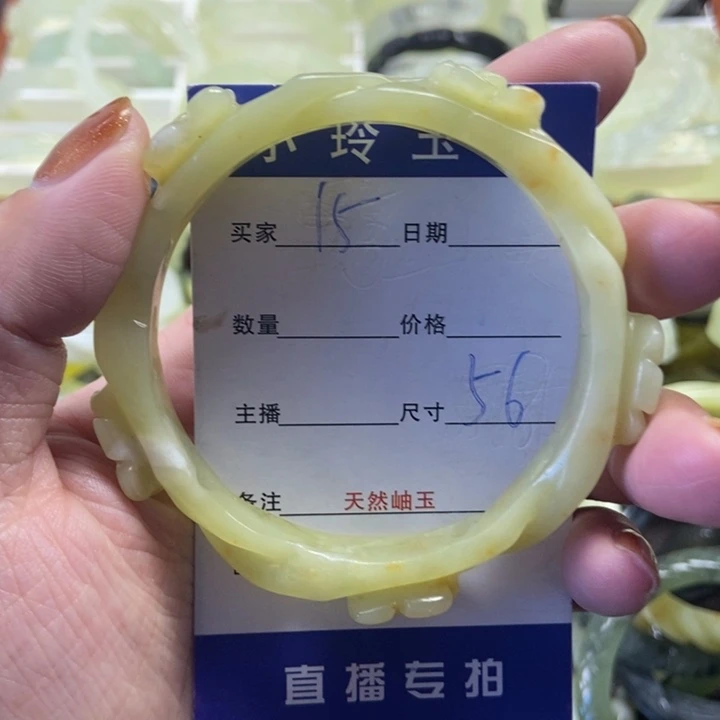 小玲玉
买家 15 日期
数量 价格
主播 尺寸 56
备注 天然岫玉
直播专拍